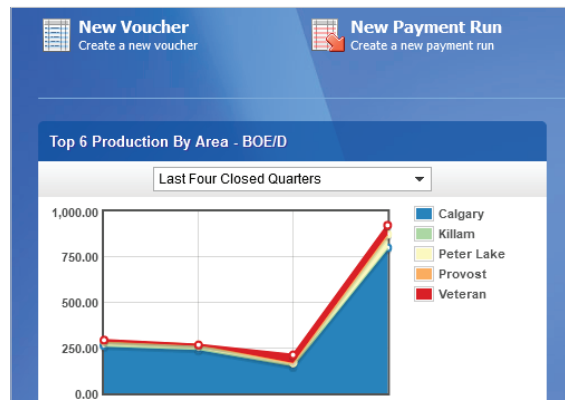 New Voucher
Create a new voucher
New Payment Run
Create a new payment run
Top 6 Production By Area - BOE/D
Last Four Closed Quarters
1,000.00
750.00
500.00
250.00
0.00
Calgary
Killam
Peter Lake
Provost
Veteran